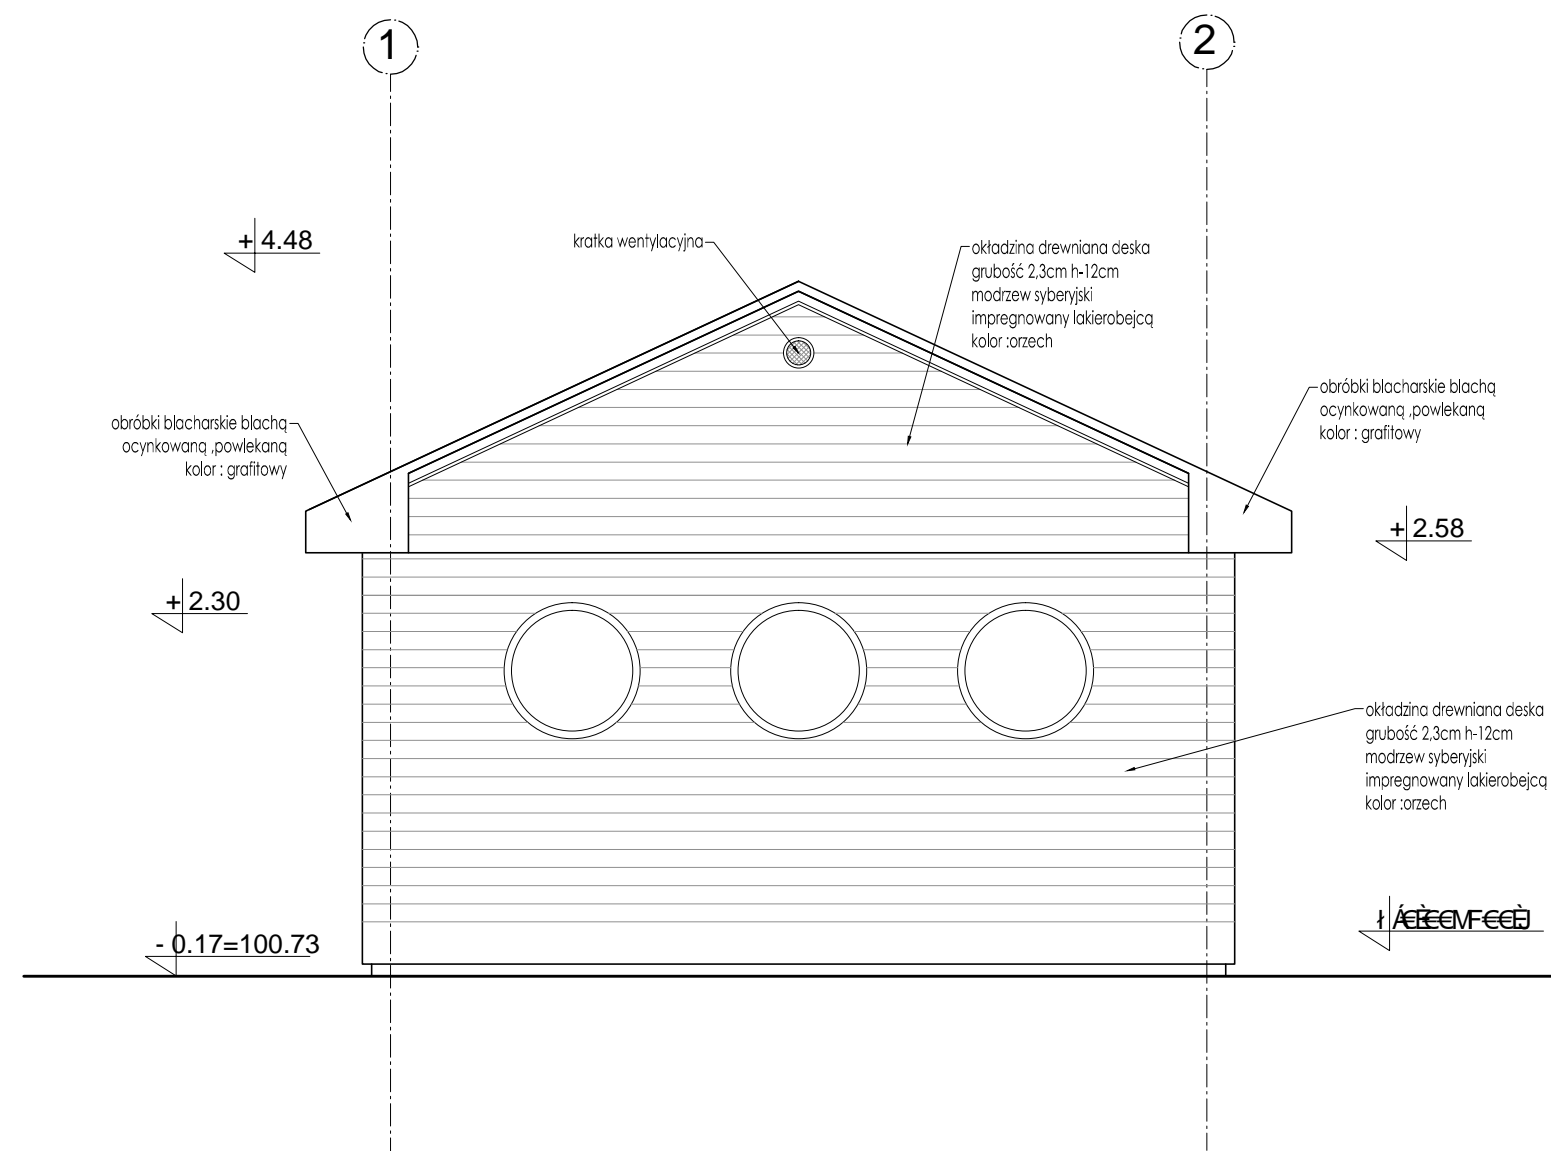 1
2
+ 4.48
kratka wentylacyjna
okładzina drewniana deska
grubość 2,3cm h-12cm
modrzew syberyjski
impregnowany lakierobejcą
kolor :orzech
obróbki blacharskie blachą
ocynkowaną ,powlekaną
kolor : grafitowy
obróbki blacharskie blachą
ocynkowaną ,powlekaną
kolor : grafitowy
+ 2.58
+ 2.30
okładzina drewniana deska
grubość 2,3cm h-12cm
modrzew syberyjski
impregnowany lakierobejcą
kolor :orzech
- 0.17=100.73